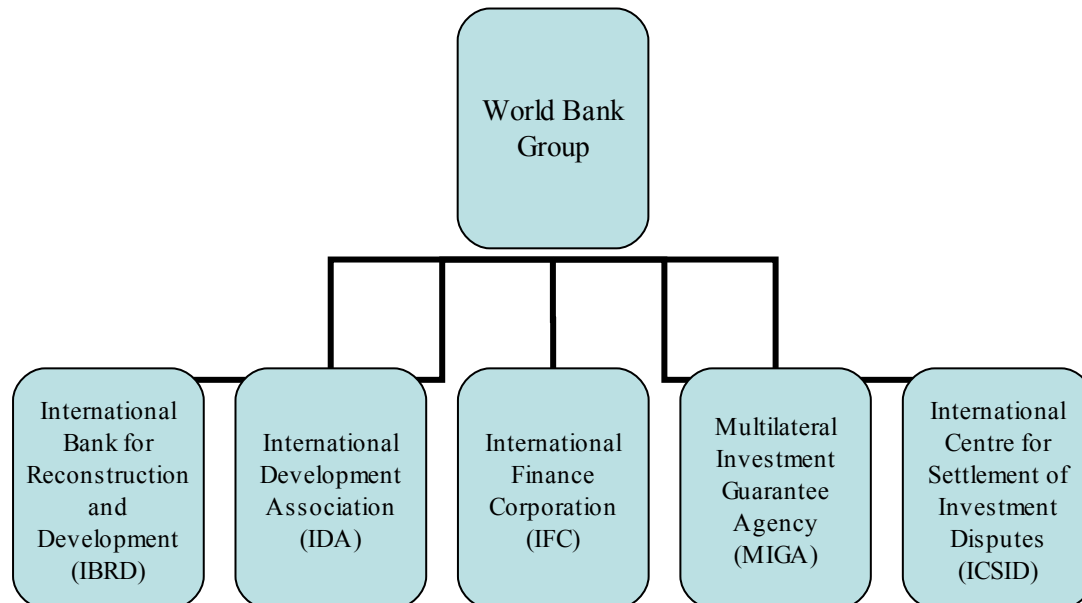 World Bank
Group
International
Bank for
Reconstruction
and
Development
(IBRD)
International
Development
Association
(IDA)
International
Finance
Corporation
(IFC)
Multilateral
Investment
Guarantee
Agency
(MIGA)
International
Centre for
Settlement of
Investment
Disputes
(ICSID)